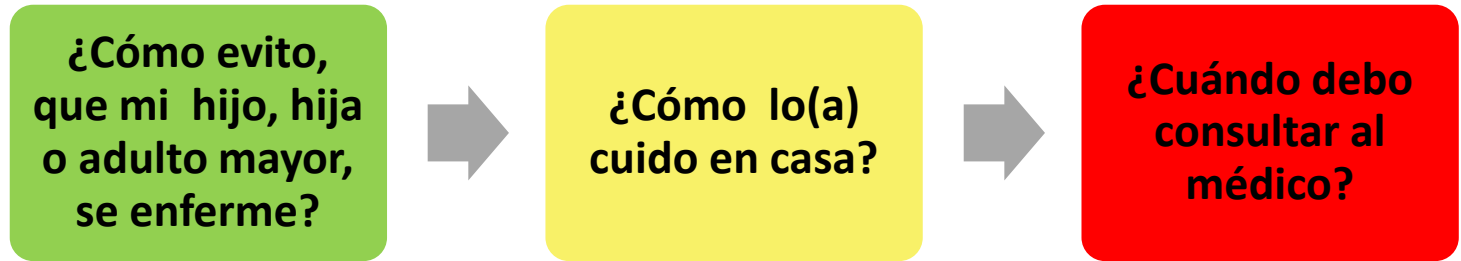 ¿Cómo evito,
que mi hijo, hija
o adulto mayor,
se enferme?
¿Cómo lo(a)
cuido en casa?
¿Cuándo debo
consultar al
médico?